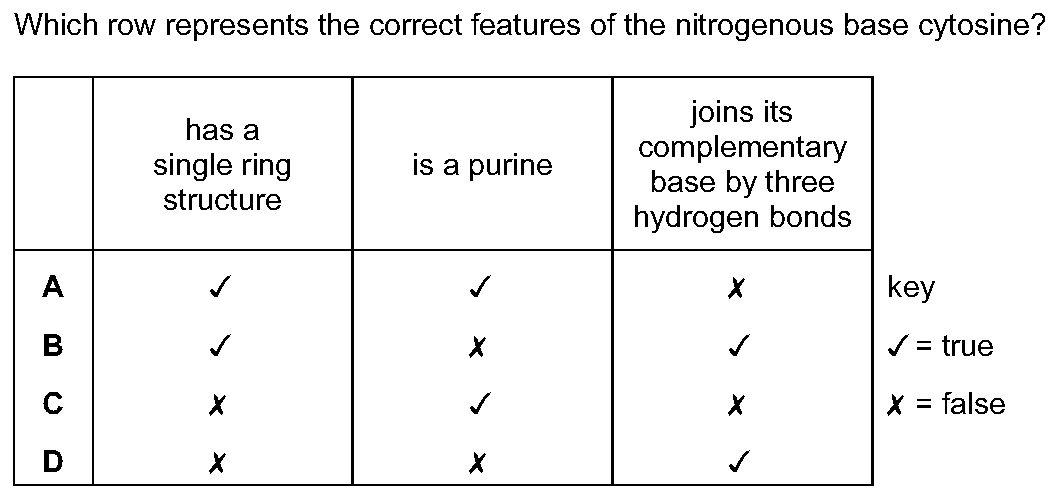 Which row represents the correct features of the nitrogenous base cytosine?
has a
single ring
structure
is a purine
joins its
complementary
base by three
hydrogen bonds
A ✓ ✓ ✗
key
B ✓ ✗ ✓
✓ = true
C ✗ ✓ ✗
✗ = false
D ✗ ✗ ✓